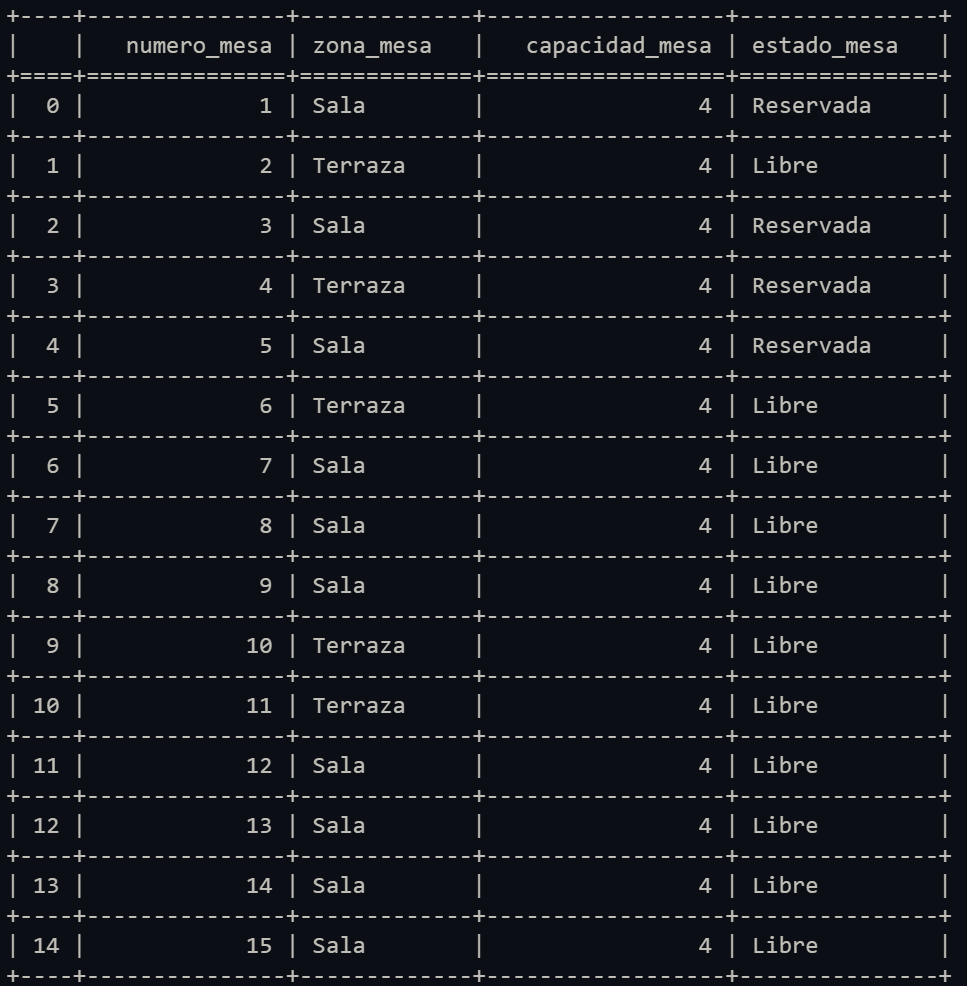 +----+---------------+-------------+------------------+---------------+
|    |   numero_mesa | zona_mesa   |   capacidad_mesa | estado_mesa   |
+====+===============+=============+==================+===============+
|  0 |             1 | Sala        |                4 | Reservada     |
+----+---------------+-------------+------------------+---------------+
|  1 |             2 | Terraza     |                4 | Libre         |
+----+---------------+-------------+------------------+---------------+
|  2 |             3 | Sala        |                4 | Reservada     |
+----+---------------+-------------+------------------+---------------+
|  3 |             4 | Terraza     |                4 | Reservada     |
+----+---------------+-------------+------------------+---------------+
|  4 |             5 | Sala        |                4 | Reservada     |
+----+---------------+-------------+------------------+---------------+
|  5 |             6 | Terraza     |                4 | Libre         |
+----+---------------+-------------+------------------+---------------+
|  6 |             7 | Sala        |                4 | Libre         |
+----+---------------+-------------+------------------+---------------+
|  7 |             8 | Sala        |                4 | Libre         |
+----+---------------+-------------+------------------+---------------+
|  8 |             9 | Sala        |                4 | Libre         |
+----+---------------+-------------+------------------+---------------+
|  9 |            10 | Terraza     |                4 | Libre         |
+----+---------------+-------------+------------------+---------------+
| 10 |            11 | Terraza     |                4 | Libre         |
+----+---------------+-------------+------------------+---------------+
| 11 |            12 | Sala        |                4 | Libre         |
+----+---------------+-------------+------------------+---------------+
| 12 |            13 | Sala        |                4 | Libre         |
+----+---------------+-------------+------------------+---------------+
| 13 |            14 | Sala        |                4 | Libre         |
+----+---------------+-------------+------------------+---------------+
| 14 |            15 | Sala        |                4 | Libre         |
+----+---------------+-------------+------------------+---------------+